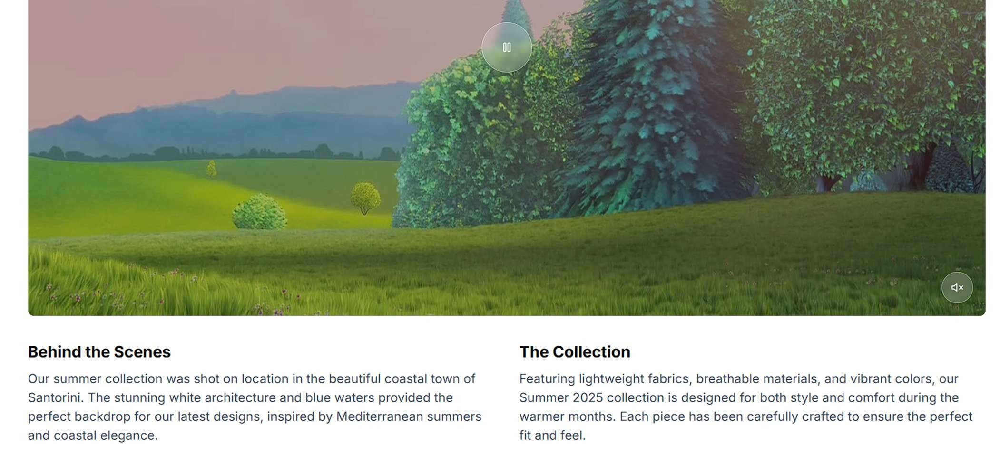 Behind the Scenes
Our summer collection was shot on location in the beautiful coastal town of
Santorini. The stunning white architecture and blue waters provided the
perfect backdrop for our latest designs, inspired by Mediterranean summers
and coastal elegance.
The Collection
Featuring lightweight fabrics, breathable materials, and vibrant colors, our
Summer 2025 collection is designed for both style and comfort during the
warmer months. Each piece has been carefully crafted to ensure the perfect
fit and feel.